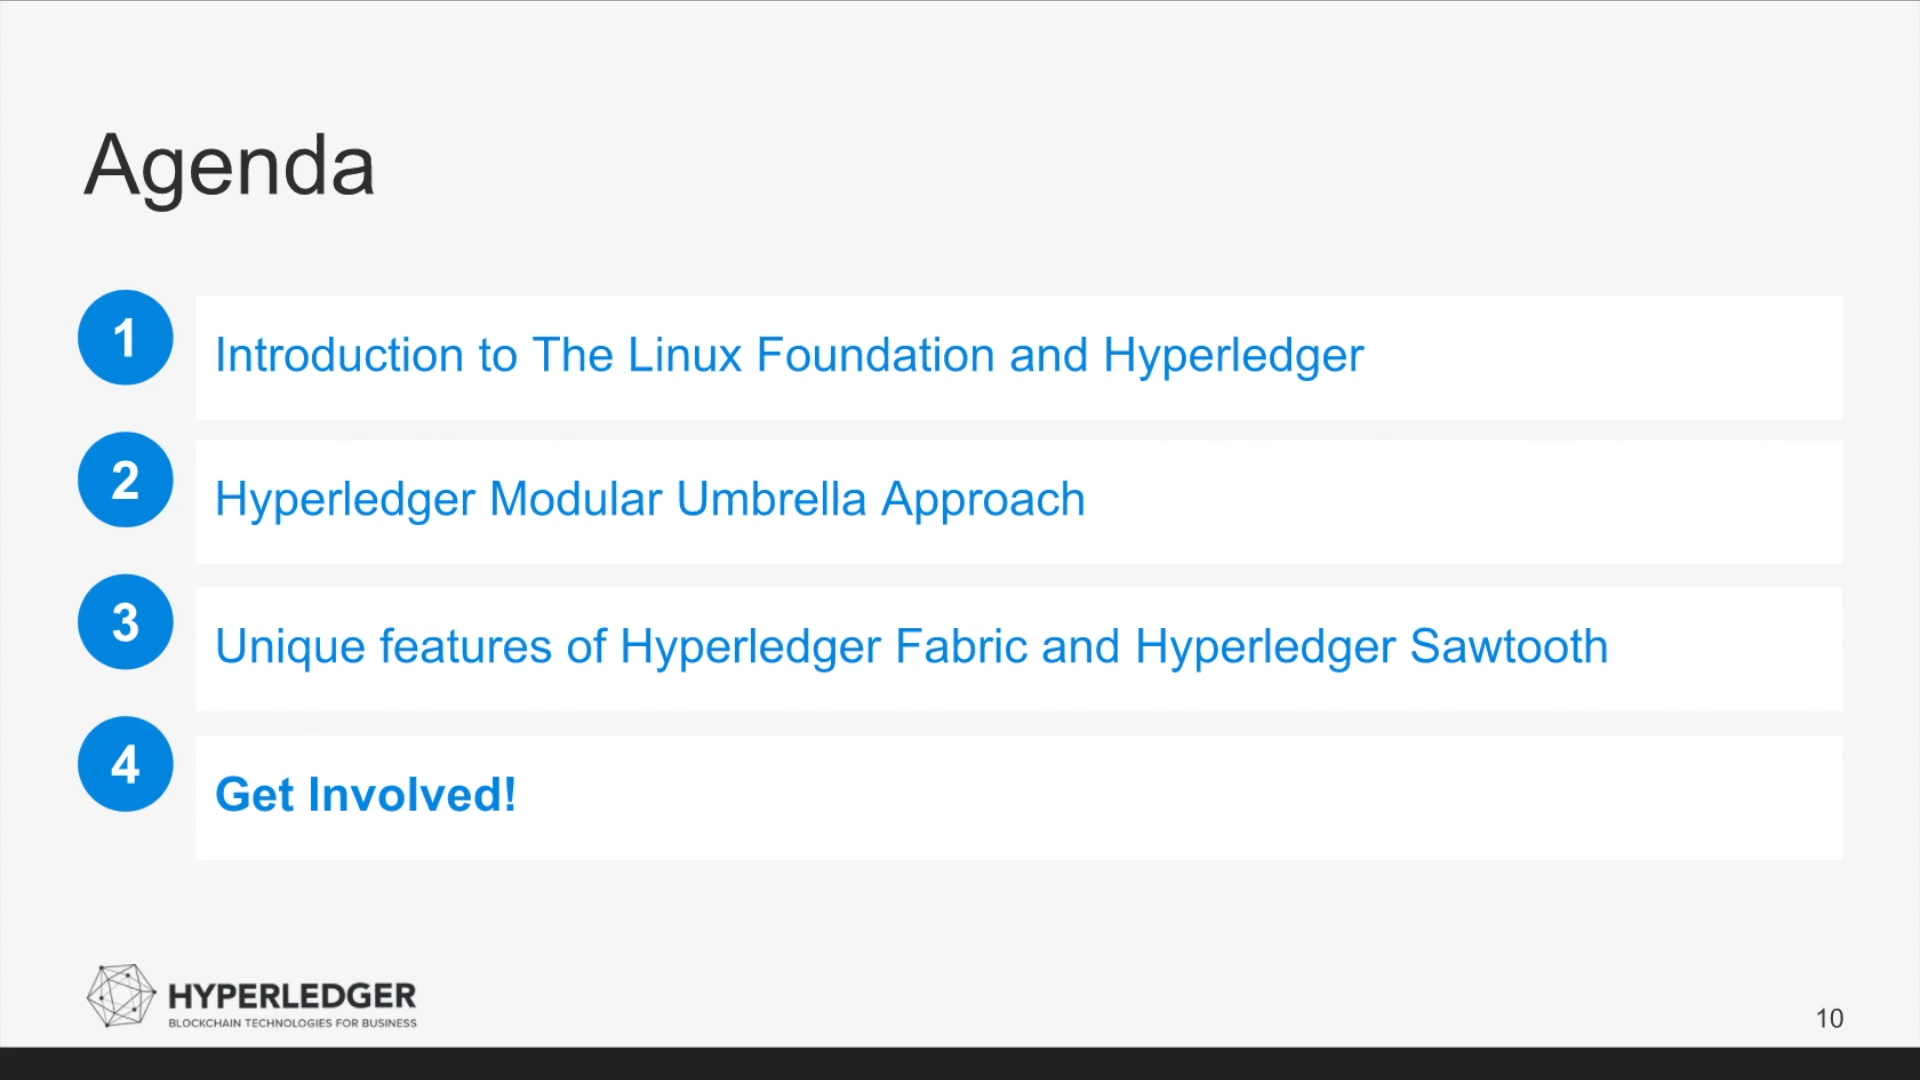 Agenda
1
Introduction to The Linux Foundation and Hyperledger
2
Hyperledger Modular Umbrella Approach
3
Unique features of Hyperledger Fabric and Hyperledger Sawtooth
4
Get Involved!
HYPERLEDGER
BLOCKCHAIN TECHNOLOGIES FOR BUSINESS
10